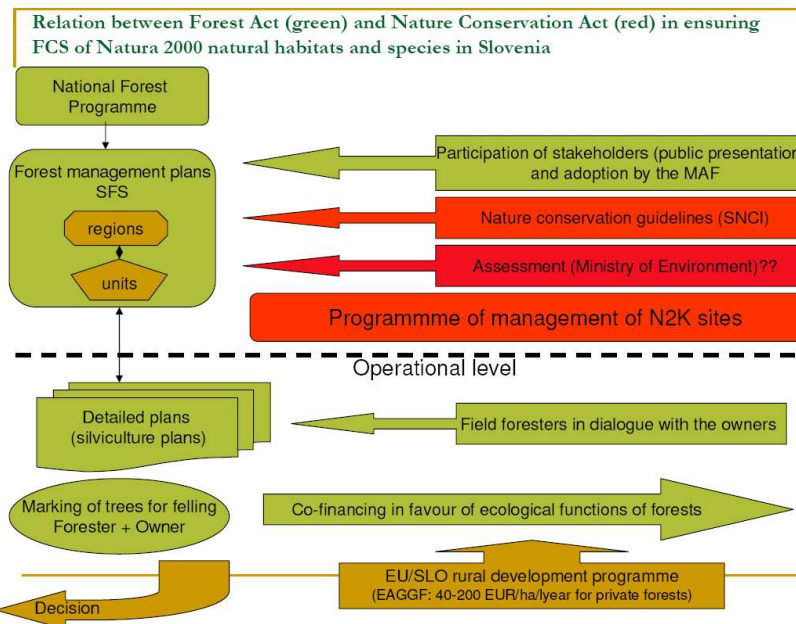 Relation between Forest Act (green) and Nature Conservation Act (red) in ensuring
FCS of Natura 2000 natural habitats and species in Slovenia
National Forest
Programme
Forest management plans
SFS
regions
units
Participation of stakeholders (public presentation
and adoption by the MAF
Nature conservation guidelines (SNCI)
Assessment (Ministry of Environment)??
Programmme of management of N2K sites
Operational level
Detailed plans
(silviculture plans)
Field foresters in dialogue with the owners
Marking of trees for felling
Forester + Owner
Co-financing in favour of ecological functions of forests
EU/SLO rural development programme
(EAGGF: 40-200 EUR/ha/lyear for private forests)
Decision